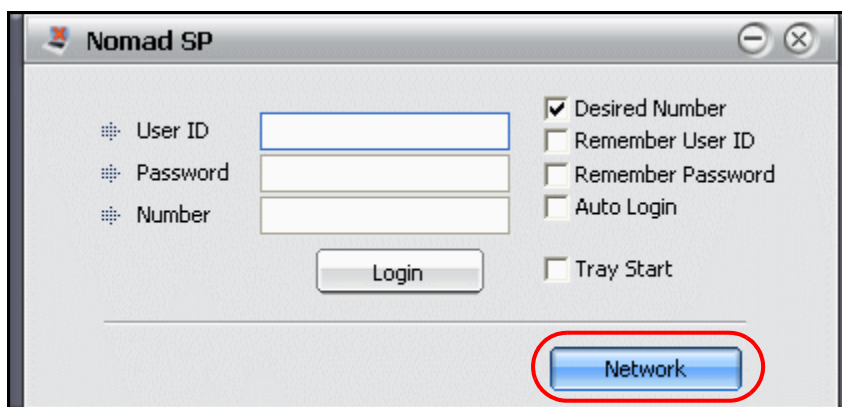 Nomad SP
User ID
Password
Number
Desired Number
Remember User ID
Remember Password
Auto Login
Login
Tray Start
Network